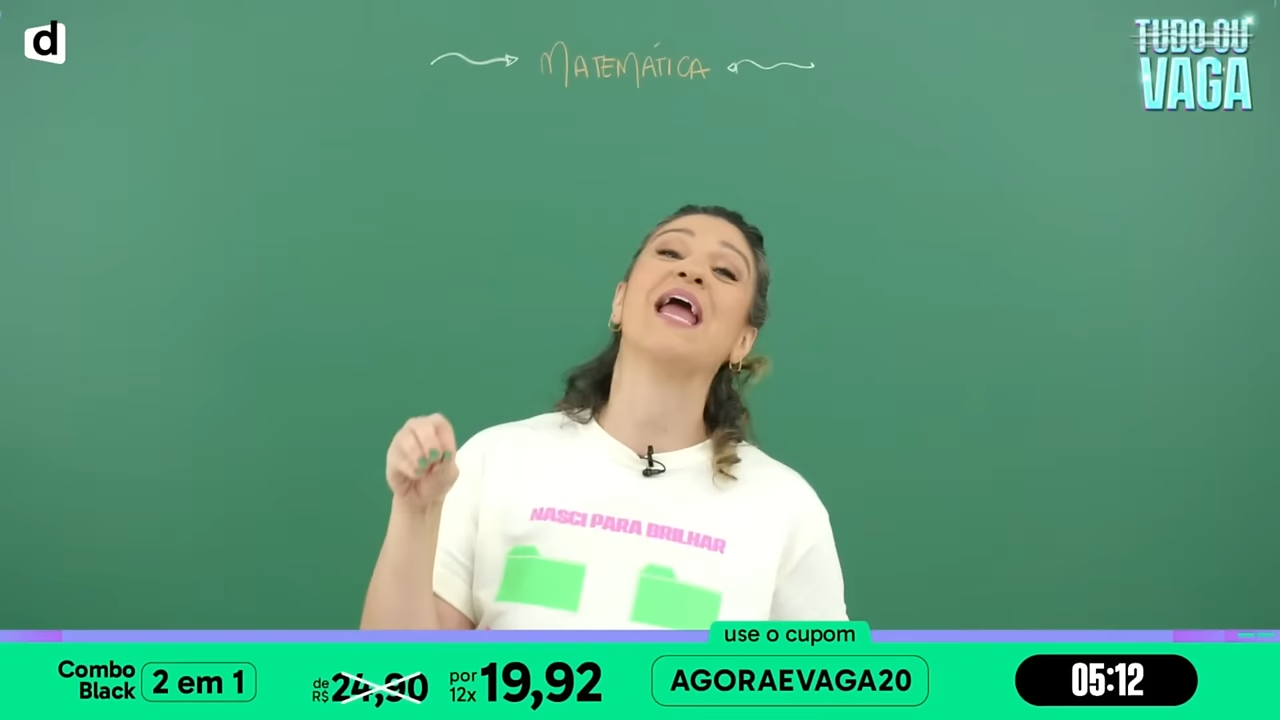 d
MATEMÁTICA
TUDO OU
VAGA
NASCI PARA BRILHAR
use o cupom
Combo
Black
2 em 1
de
R$ 24,90
por
12x 19,92
AGORAEVAGA20
05:12